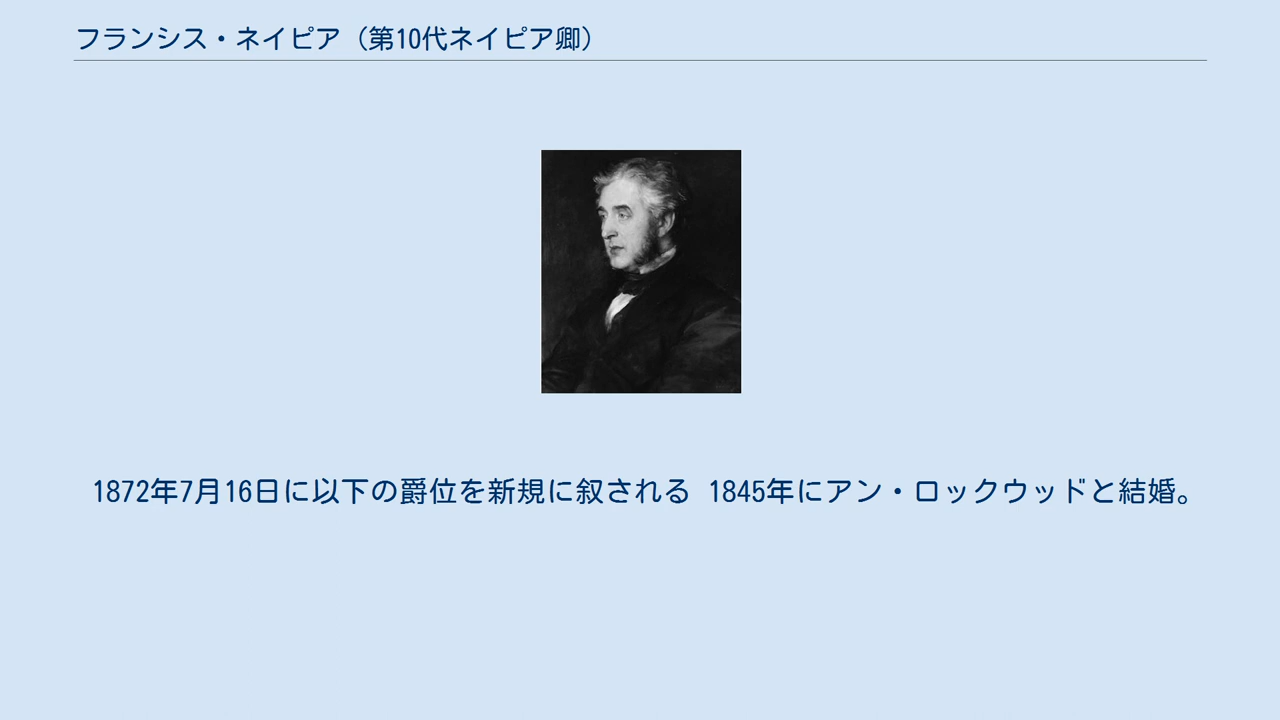 フランシス・ネイピア（第10代ネイピア卿）
1872年7月16日に以下の爵位を新規に叙される 1845年にアン・ロックウッドと結婚。